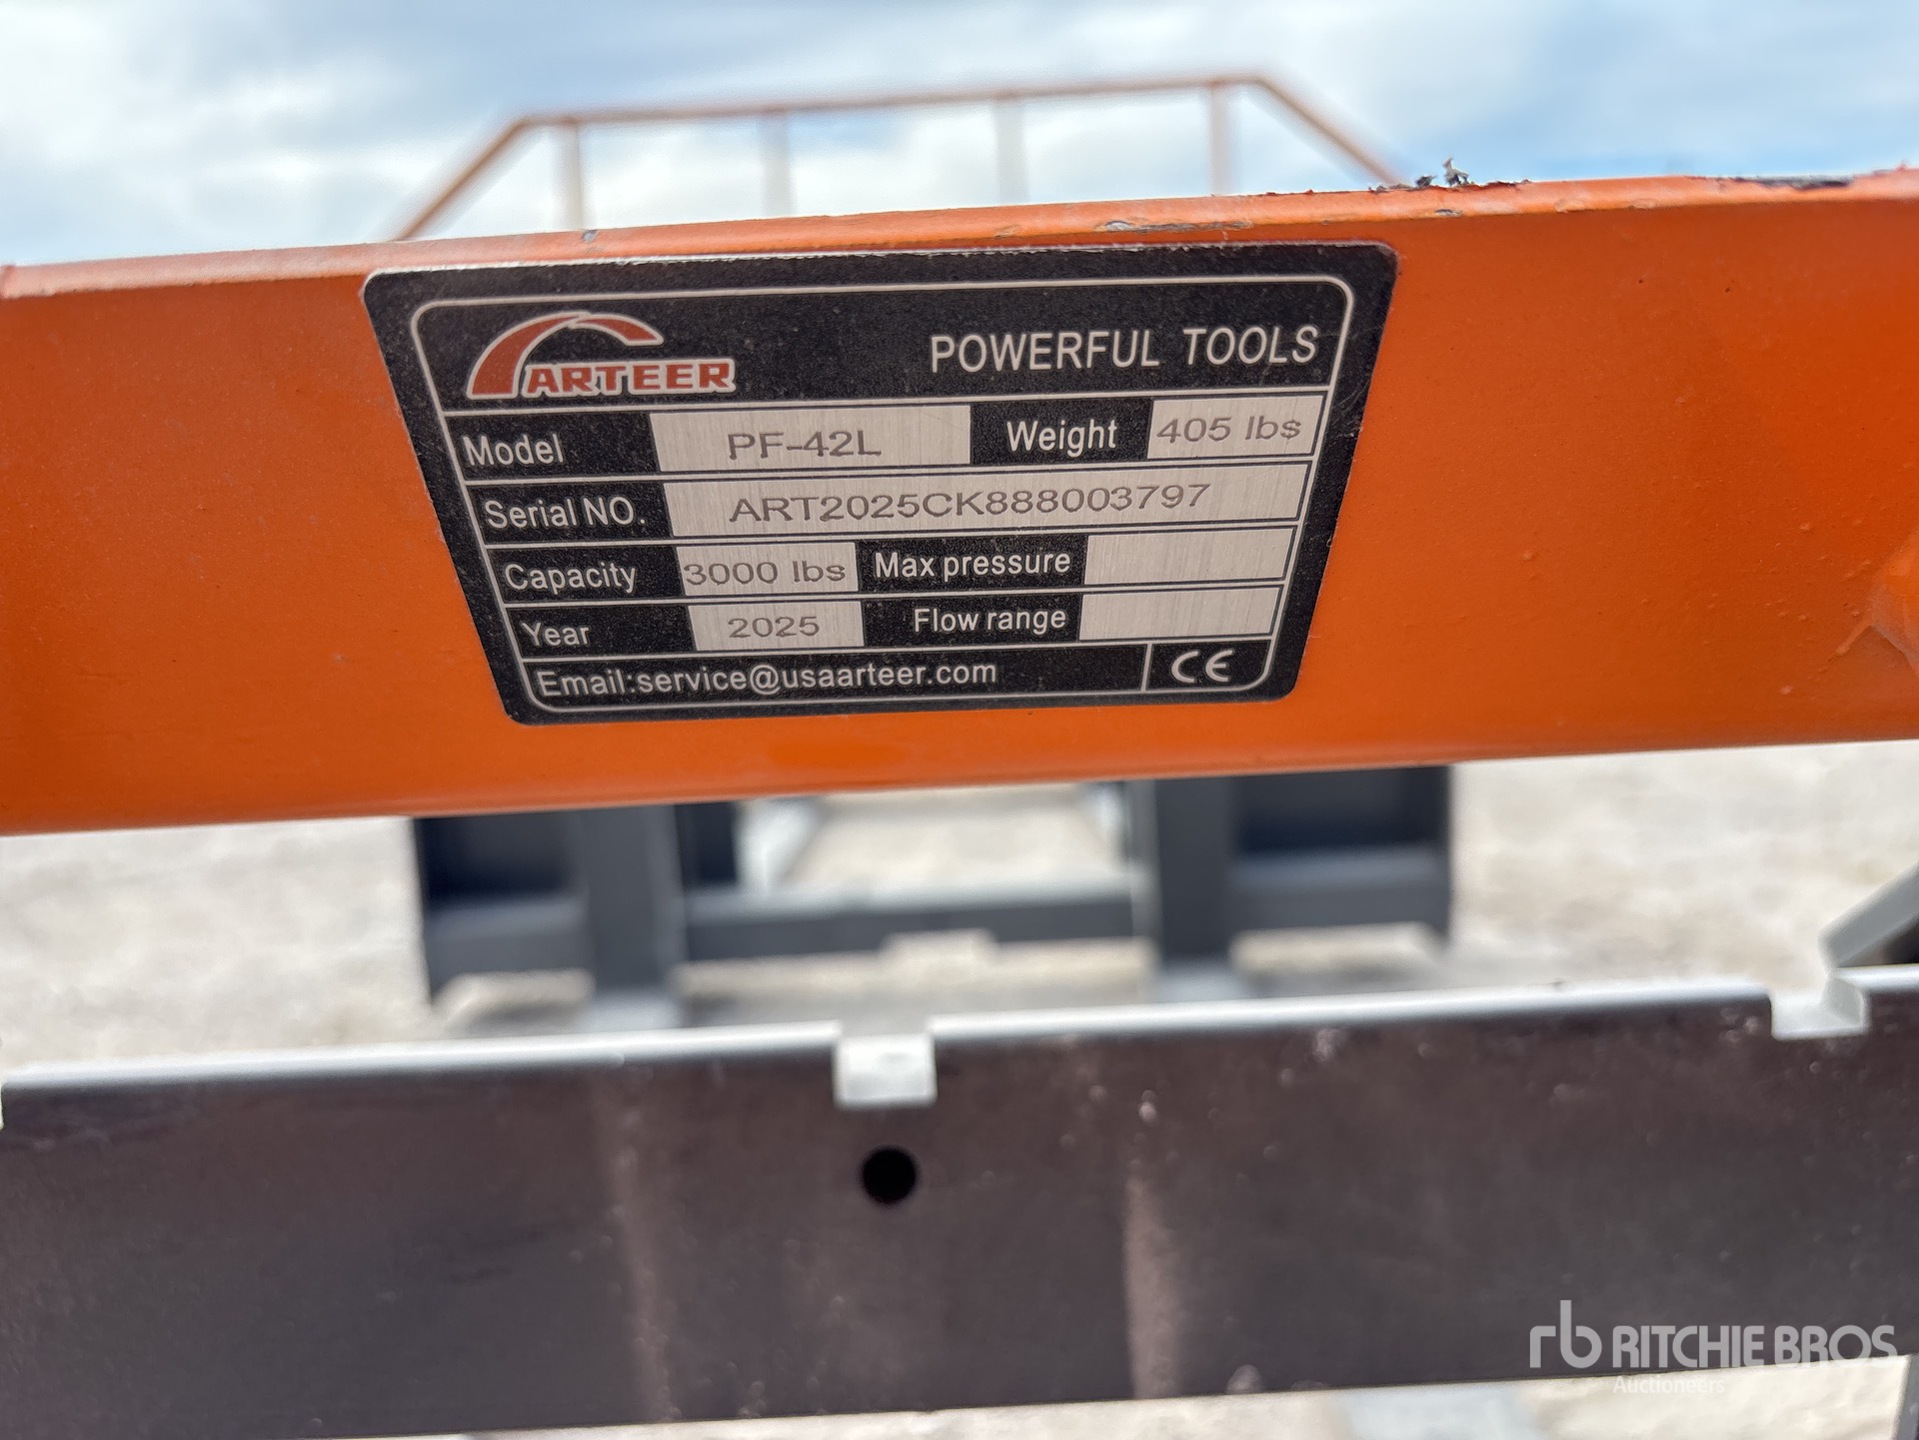 ARTEER POWERFUL TOOLS
Model PF-42L Weight 405 lbs
Serial NO. ART2025CK888003797
Capacity 3000 lbs Max pressure
Year 2025 Flow range
Email:service@usaarteer.com CE
rb RITCHIE BROS
Auctioneers